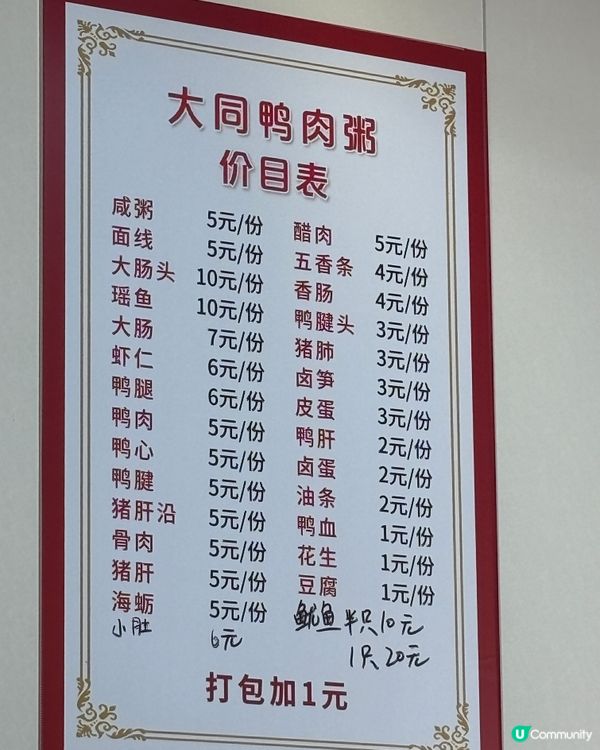 大同鸭肉粥
价目表
咸粥 5元/份 醋肉 5元/份
面线 5元/份 五香条 4元/份
大肠头 10元/份 香肠 4元/份
瑶鱼 10元/份 鸭腱头 3元/份
大肠 7元/份 猪肺 3元/份
虾仁 6元/份 卤笋 3元/份
鸭腿 6元/份 皮蛋 3元/份
鸭肉 5元/份 鸭肝 2元/份
鸭心 5元/份 卤蛋 2元/份
鸭腱 5元/份 油条 2元/份
猪肝沿 5元/份 鸭血 1元/份
骨肉 5元/份 花生 1元/份
猪肝 5元/份 豆腐 1元/份
海蛎 5元/份 鱿鱼半只10元
小肚 6元 1只20元
打包加1元
U Community